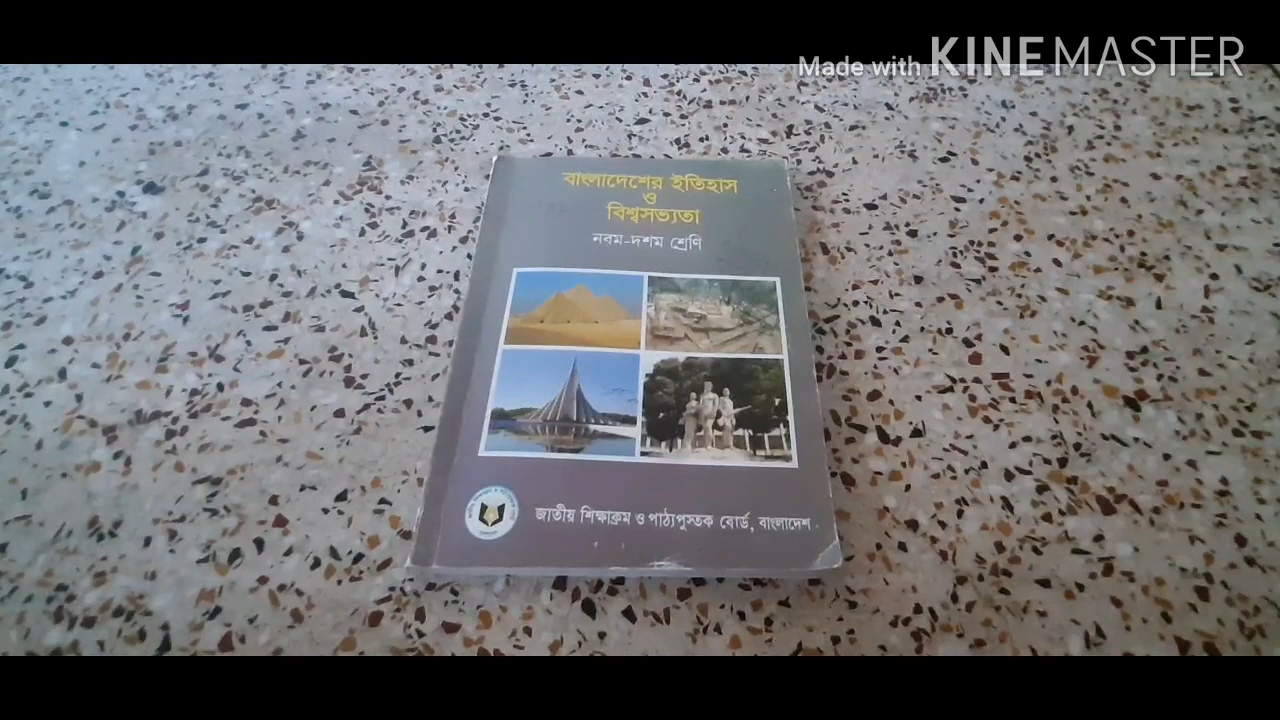 Made with KINEMASTER
বাংলাদেশের ইতিহাস
ও
বিশ্বসভ্যতা
নবম-দশম শ্রেণি
জাতীয় শিক্ষাক্রম ও পাঠ্যপুস্তক বোর্ড, বাংলাদেশ